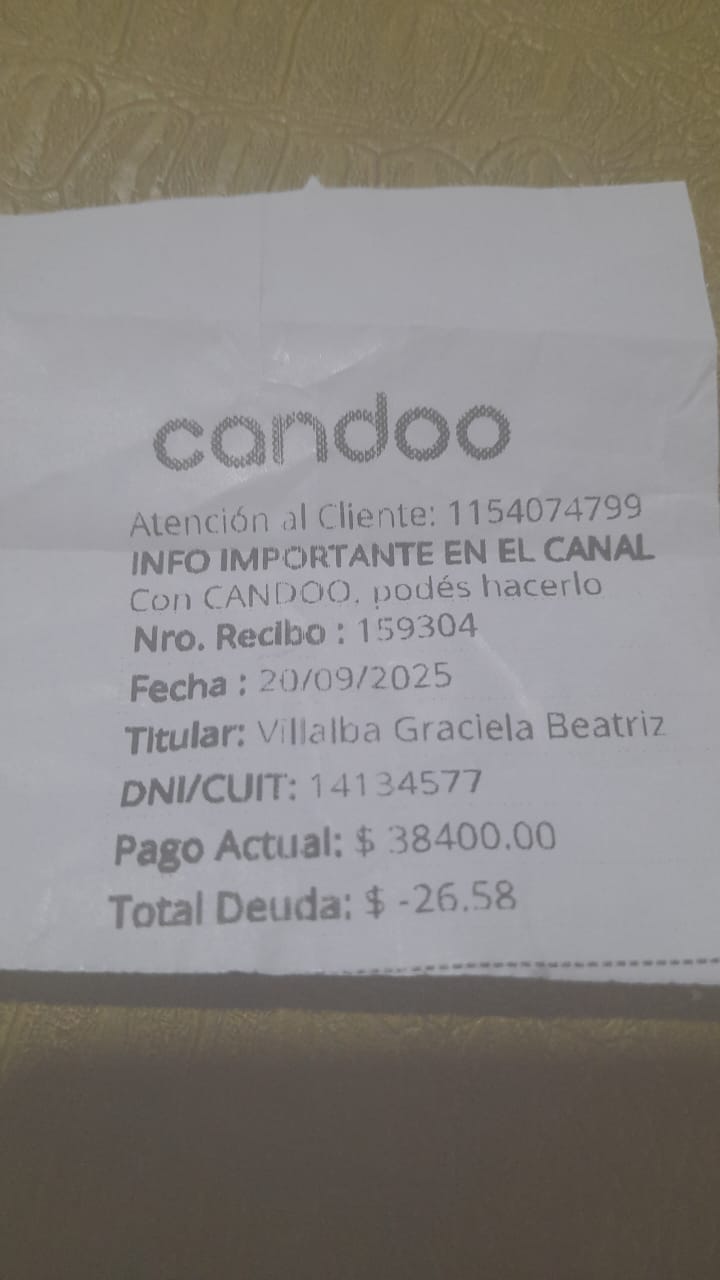 candoo
Atención al Cliente: 1154074799
INFO IMPORTANTE EN EL CANAL
Con CANDOO, podés hacerlo
Nro. Recibo : 159304
Fecha : 20/09/2025
Titular: Villalba Graciela Beatriz
DNI/CUIT: 14134577
Pago Actual: $ 38400.00
Total Deuda: $ -26.58